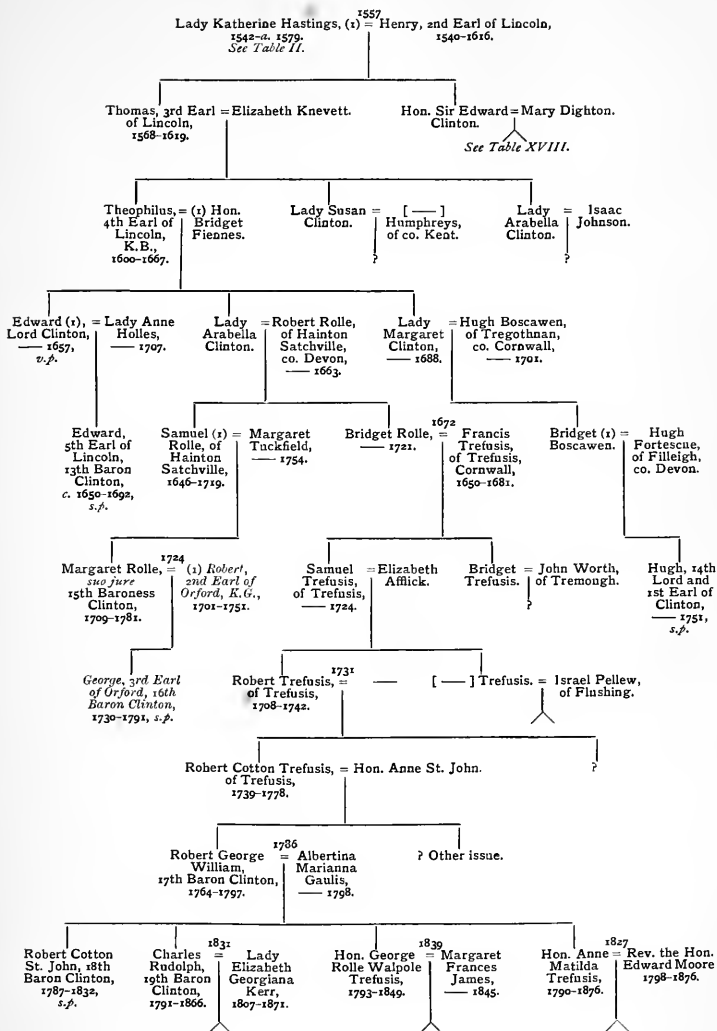 1557
Lady Katherine Hastings, (1) = Henry, 2nd Earl of Lincoln,
1542-a. 1579.
1540-1616.
See Table II.
Thomas, 3rd Earl = Elizabeth Knevett.
of Lincoln,
1568-1619.
Hon. Sir Edward = Mary Dighton.
Clinton.
See Table XVIII.
Theophilus, = (1) Hon.
4th Earl of Bridget
Lincoln, Fiennes.
K.B.,
1600-1667.
Lady Susan = [ — ]
Clinton. Humphreys,
of co. Kent.
?
Lady = Isaac
Arabella Johnson.
Clinton.
?
Edward (1), = Lady Anne
Lord Clinton, Holles,
— 1657, — 1707.
v.p.
Lady = Robert Rolle,
Arabella of Hainton
Clinton. Satchville,
co. Devon,
— 1663.
Lady = Hugh Boscawen,
Margaret of Tregothnan,
Clinton, co. Cornwall,
— 1688. — 1701.
Edward,
5th Earl of
Lincoln,
13th Baron
Clinton,
c. 1650-1692,
s.p.
Samuel (1) = Margaret
Rolle, of Tuckfield,
Hainton — 1754.
Satchville,
1646-1719.
1672
Bridget Rolle, = Francis
— 1721. Trefusis,
of Trefusis,
Cornwall,
1650-1681.
Bridget (1) = Hugh
Boscawen. Fortescue,
of Filleigh,
co. Devon.
1724
Margaret Rolle, = (1) Robert,
suo jure 2nd Earl of
15th Baroness Orford, K.G.,
Clinton, 1701-1751.
1709-1781.
Samuel = Elizabeth
Trefusis, Afflick.
of Trefusis,
— 1724.
Bridget = John Worth,
Trefusis. of Tremough.
?
Hugh, 14th
Lord and
1st Earl of
Clinton,
— 1751,
s.p.
George, 3rd Earl
of Orford, 16th
Baron Clinton,
1730-1791, s.p.
1731
Robert Trefusis, = —
of Trefusis,
1708-1742.
[ — ] Trefusis. = Israel Pellew,
of Flushing.
Robert Cotton Trefusis, = Hon. Anne St. John.
of Trefusis,
1739-1778.
?
1786
Robert George = Albertina
William, Marianna
17th Baron Clinton, Gaulis,
1764-1797. — 1798.
? Other issue.
Robert Cotton
St. John, 18th
Baron Clinton,
1787-1832,
s.p.
1831
Charles = Lady
Rudolph, Elizabeth
19th Baron Georgiana
Clinton, Kerr,
1791-1866. 1807-1871.
1839
Hon. George = Margaret
Rolle Walpole Frances
Trefusis, James,
1793-1849. — 1845.
1827
Hon. Anne = Rev. the Hon.
Matilda Edward Moore
Trefusis, 1798-1876.
1790-1876.